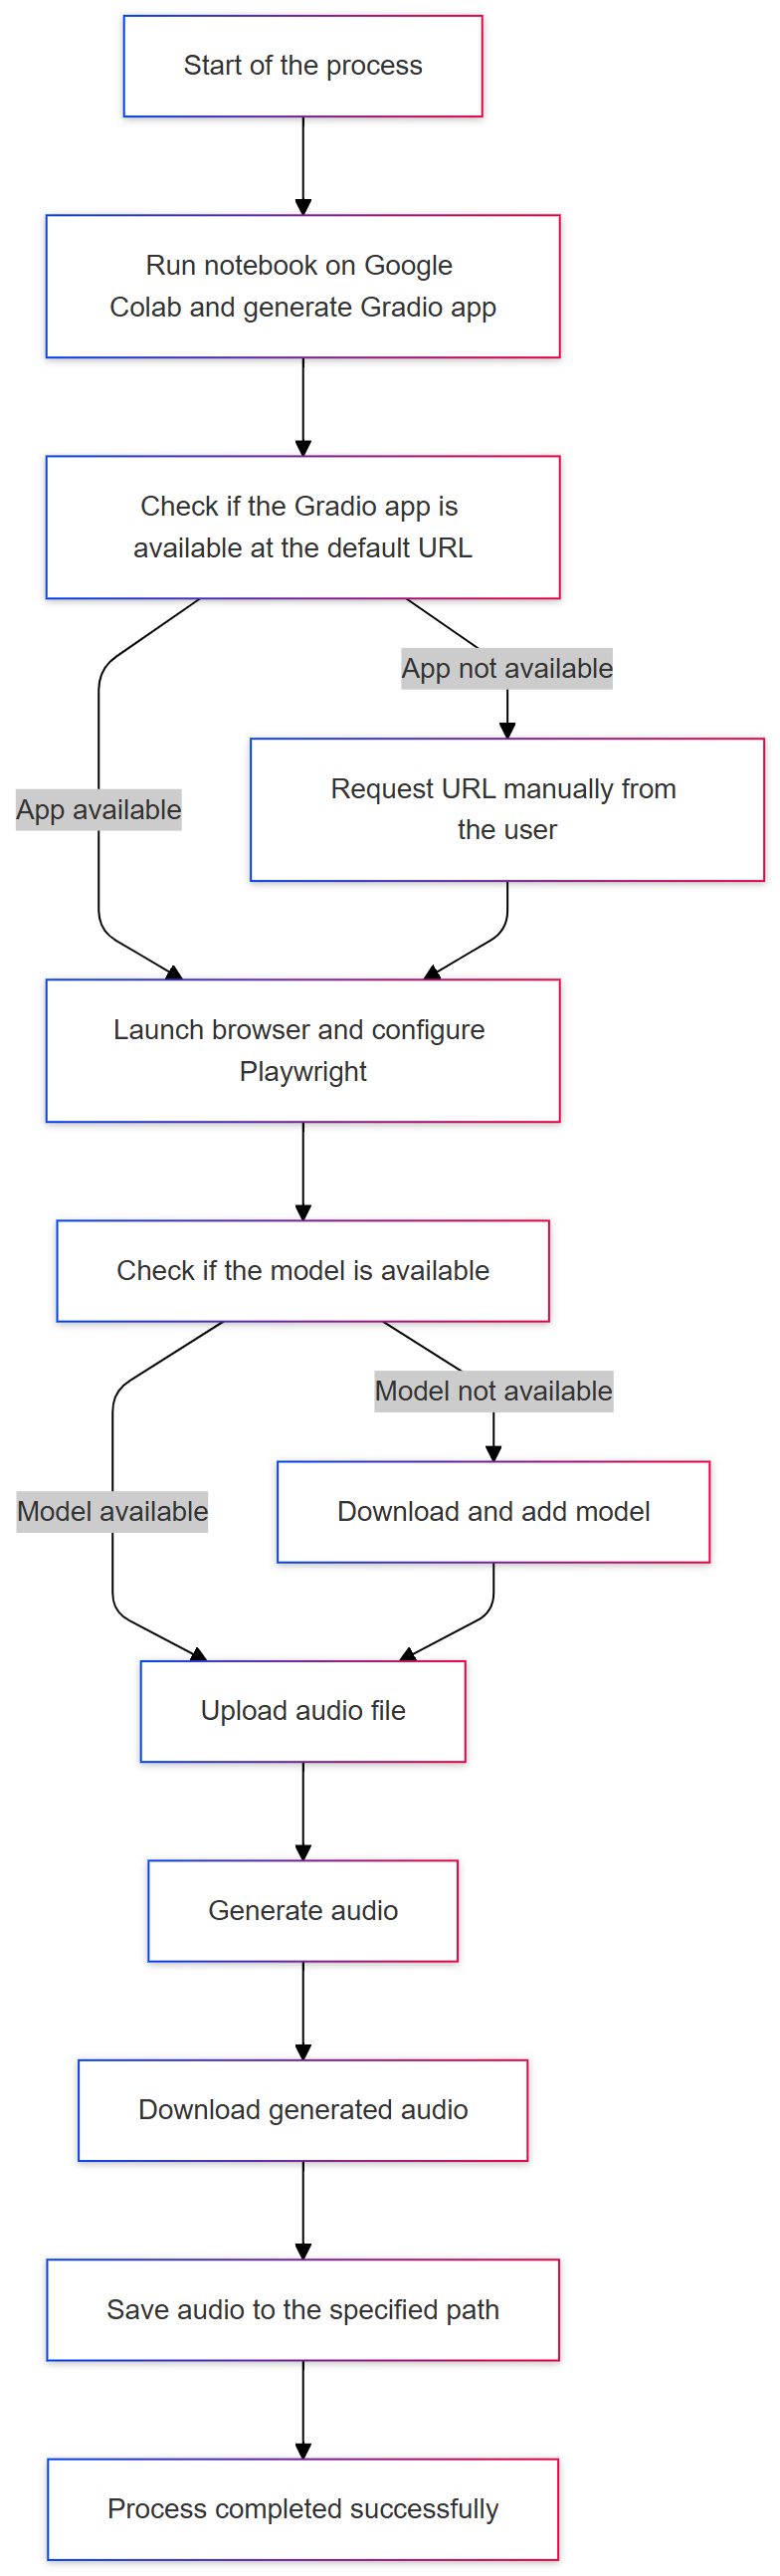 Start of the process
Run notebook on Google
Colab and generate Gradio app
Check if the Gradio app is
available at the default URL
App not available
App available
Request URL manually from
the user
Launch browser and configure
Playwright
Check if the model is available
Model not available
Model available
Download and add model
Upload audio file
Generate audio
Download generated audio
Save audio to the specified path
Process completed successfully